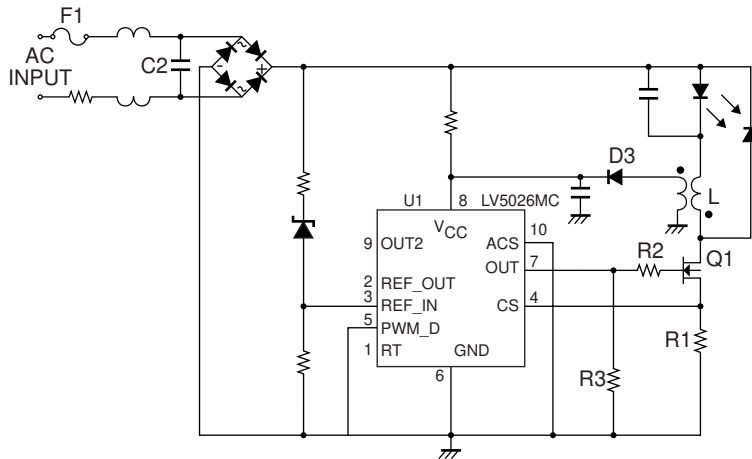 F1
AC
INPUT
C2
~
- +
~
D3
L
U1 8 LV5026MC
VCC
10
ACS
9 OUT2
OUT 7
R2
Q1
2 REF_OUT
3 REF_IN
CS 4
5 PWM_D
R1
1 RT
GND
6
R3